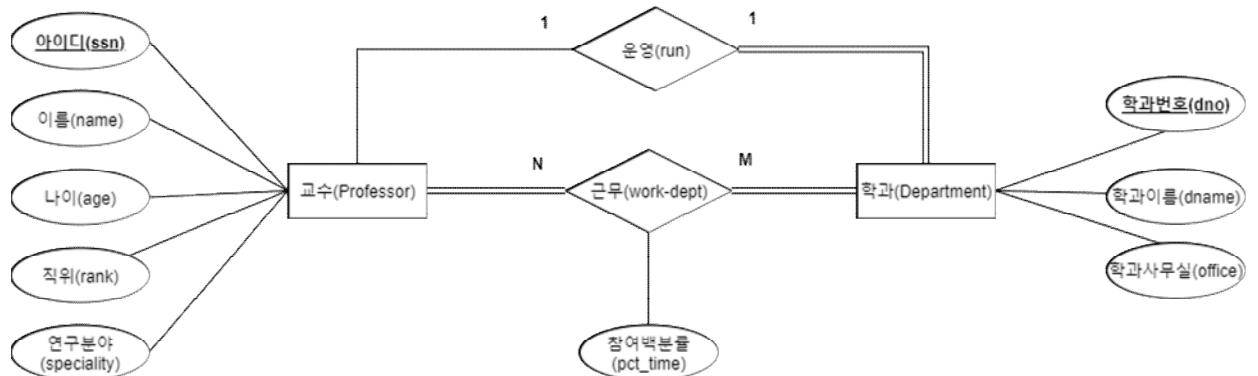 아이디(ssn)
이름(name)
나이(age)
직위(rank)
연구분야
(speciality)
교수(Professor)
1
운영(run)
1
N
근무(work-dept)
M
참여백분률
(pct_time)
학과(Department)
학과번호(dno)
학과이름(dname)
학과사무실(office)